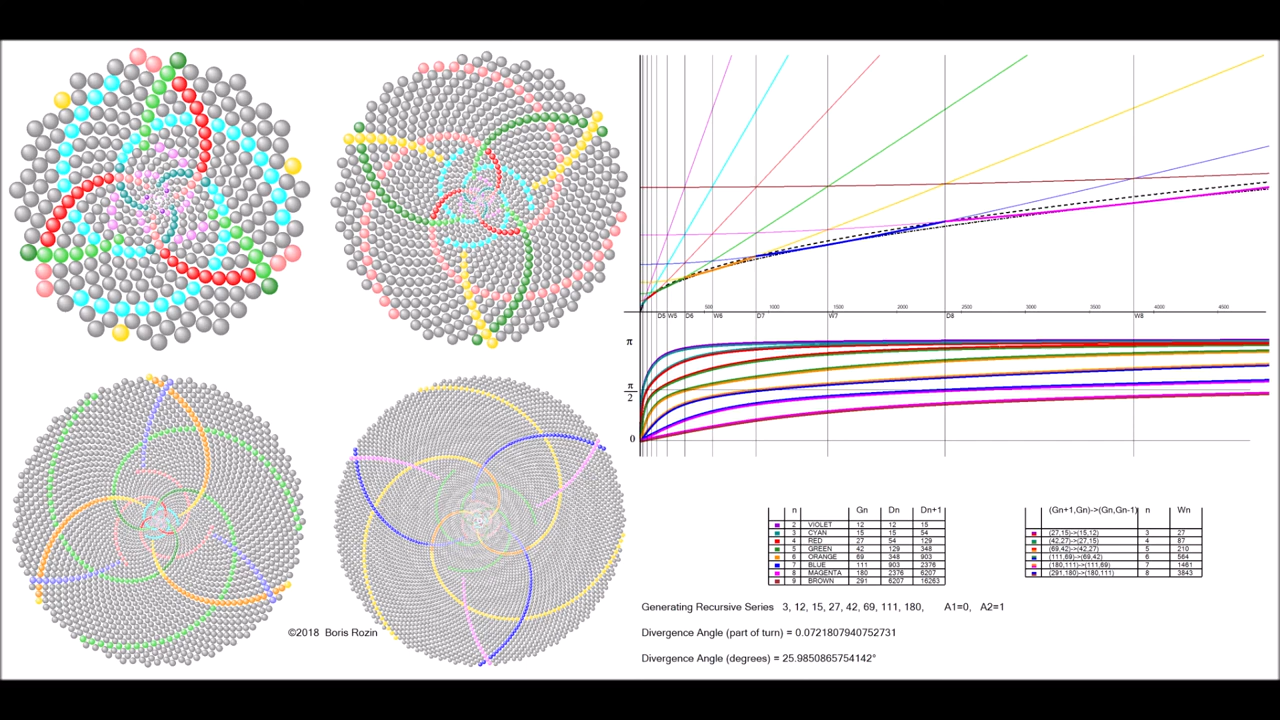 500 1000 1500 2000 2500 3000 3500 4000 4500
D5 W5 D6 W6 D7 W7 D8 W8
π
π
2
0
n Gn Dn Dn+1
2 VIOLET 12 12 15
3 CYAN 15 15 54
4 RED 27 54 129
5 GREEN 42 129 348
6 ORANGE 69 348 903
7 BLUE 111 903 2376
8 MAGENTA 180 2376 6207
9 BROWN 291 6207 16263
(Gn+1,Gn)->(Gn,Gn-1) n Wn
(27,15)->(15,12) 3 27
(42,27)->(27,15) 4 87
(69,42)->(42,27) 5 210
(111,69)->(69,42) 6 564
(180,111)->(111,69) 7 1461
(291,180)->(180,111) 8 3843
Generating Recursive Series 3, 12, 15, 27, 42, 69, 111, 180, A1=0, A2=1
©2018 Boris Rozin
Divergence Angle (part of turn) = 0.0721807940752731
Divergence Angle (degrees) = 25.9850865754142°